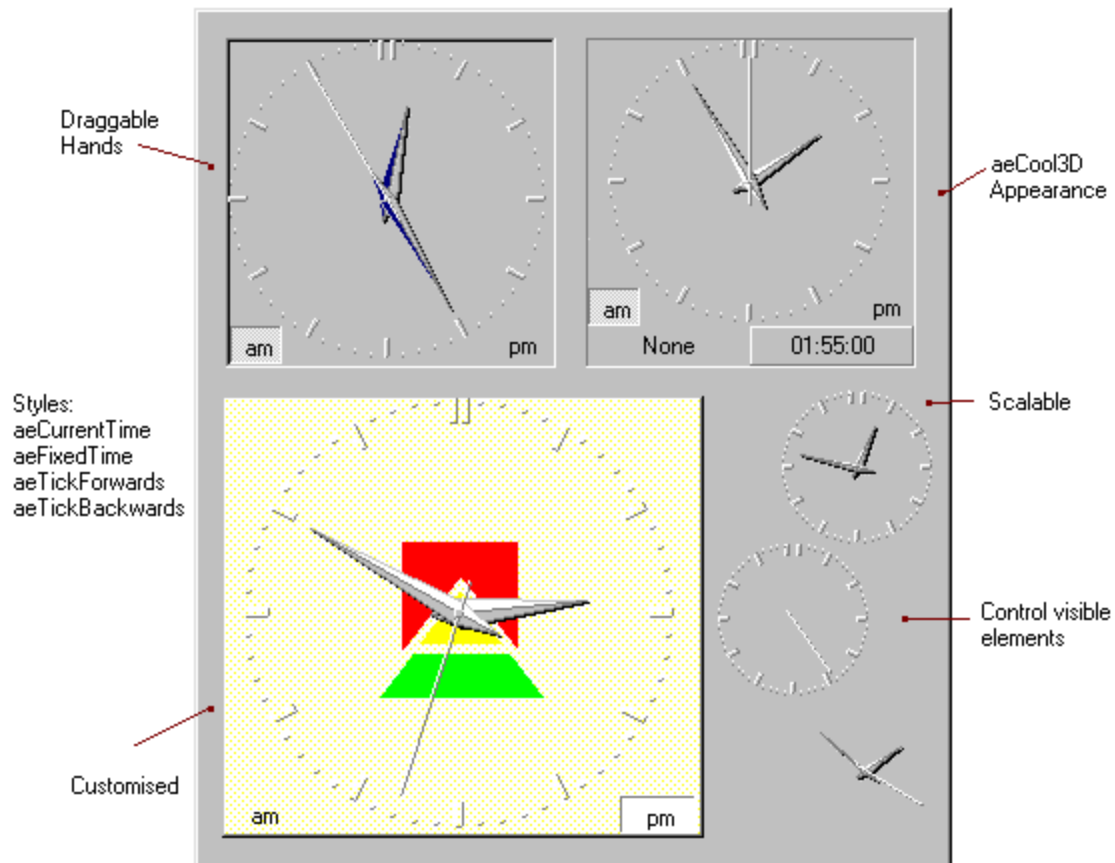 Draggable
Hands
am
pm
aeCool3D
Appearance
am
pm
None
01:55:00
Styles:
aeCurrentTime
aeFixedTime
aeTickForwards
aeTickBackwards
Scalable
Control visible
elements
Customised
am
pm